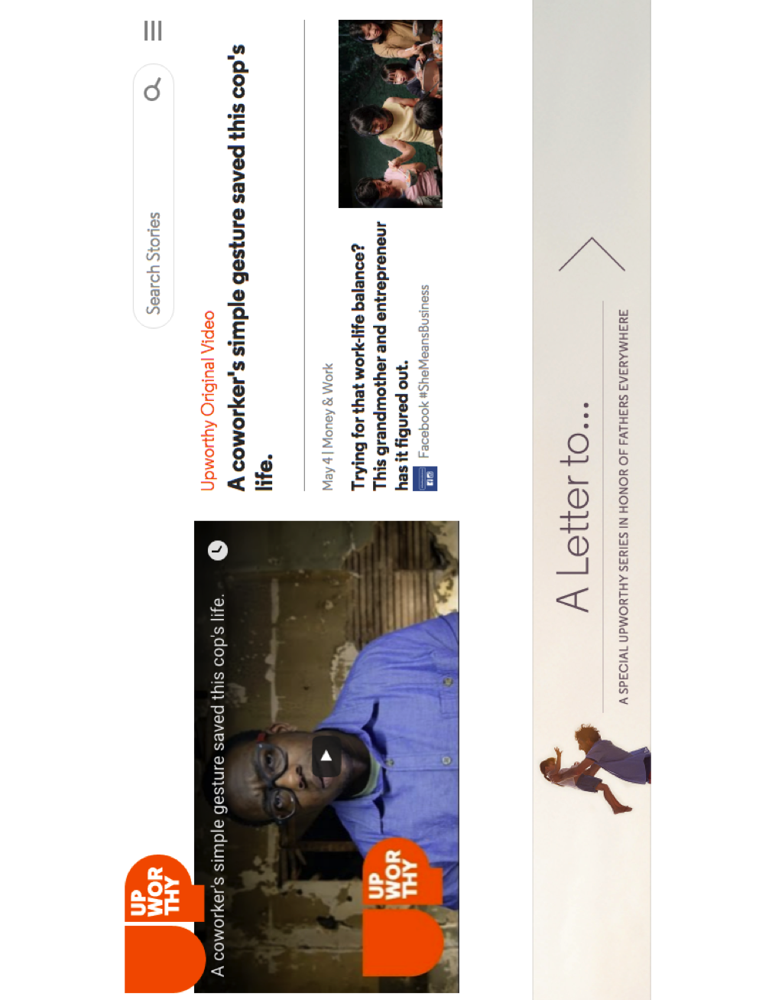 UP
WOR
THY
Search Stories
A coworker's simple gesture saved this cop's life.
UP
WOR
THY
Upworthy Original Video
A coworker's simple gesture saved this cop's
life.
May 4 | Money & Work
Trying for that work-life balance?
This grandmother and entrepreneur
has it figured out.
Facebook #SheMeansBusiness
A Letter to...
A SPECIAL UPWORTHY SERIES IN HONOR OF FATHERS EVERYWHERE